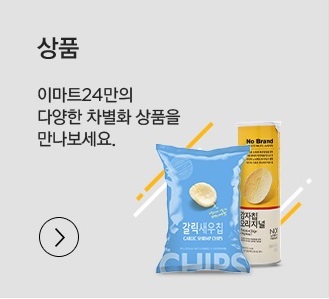 상품
이마트24만의
다양한 차별화 상품을
만나보세요.
No Brand
감자칩
오리지널
갈릭새우칩
GARLIC SHRIMP CHIPS
CHIPS